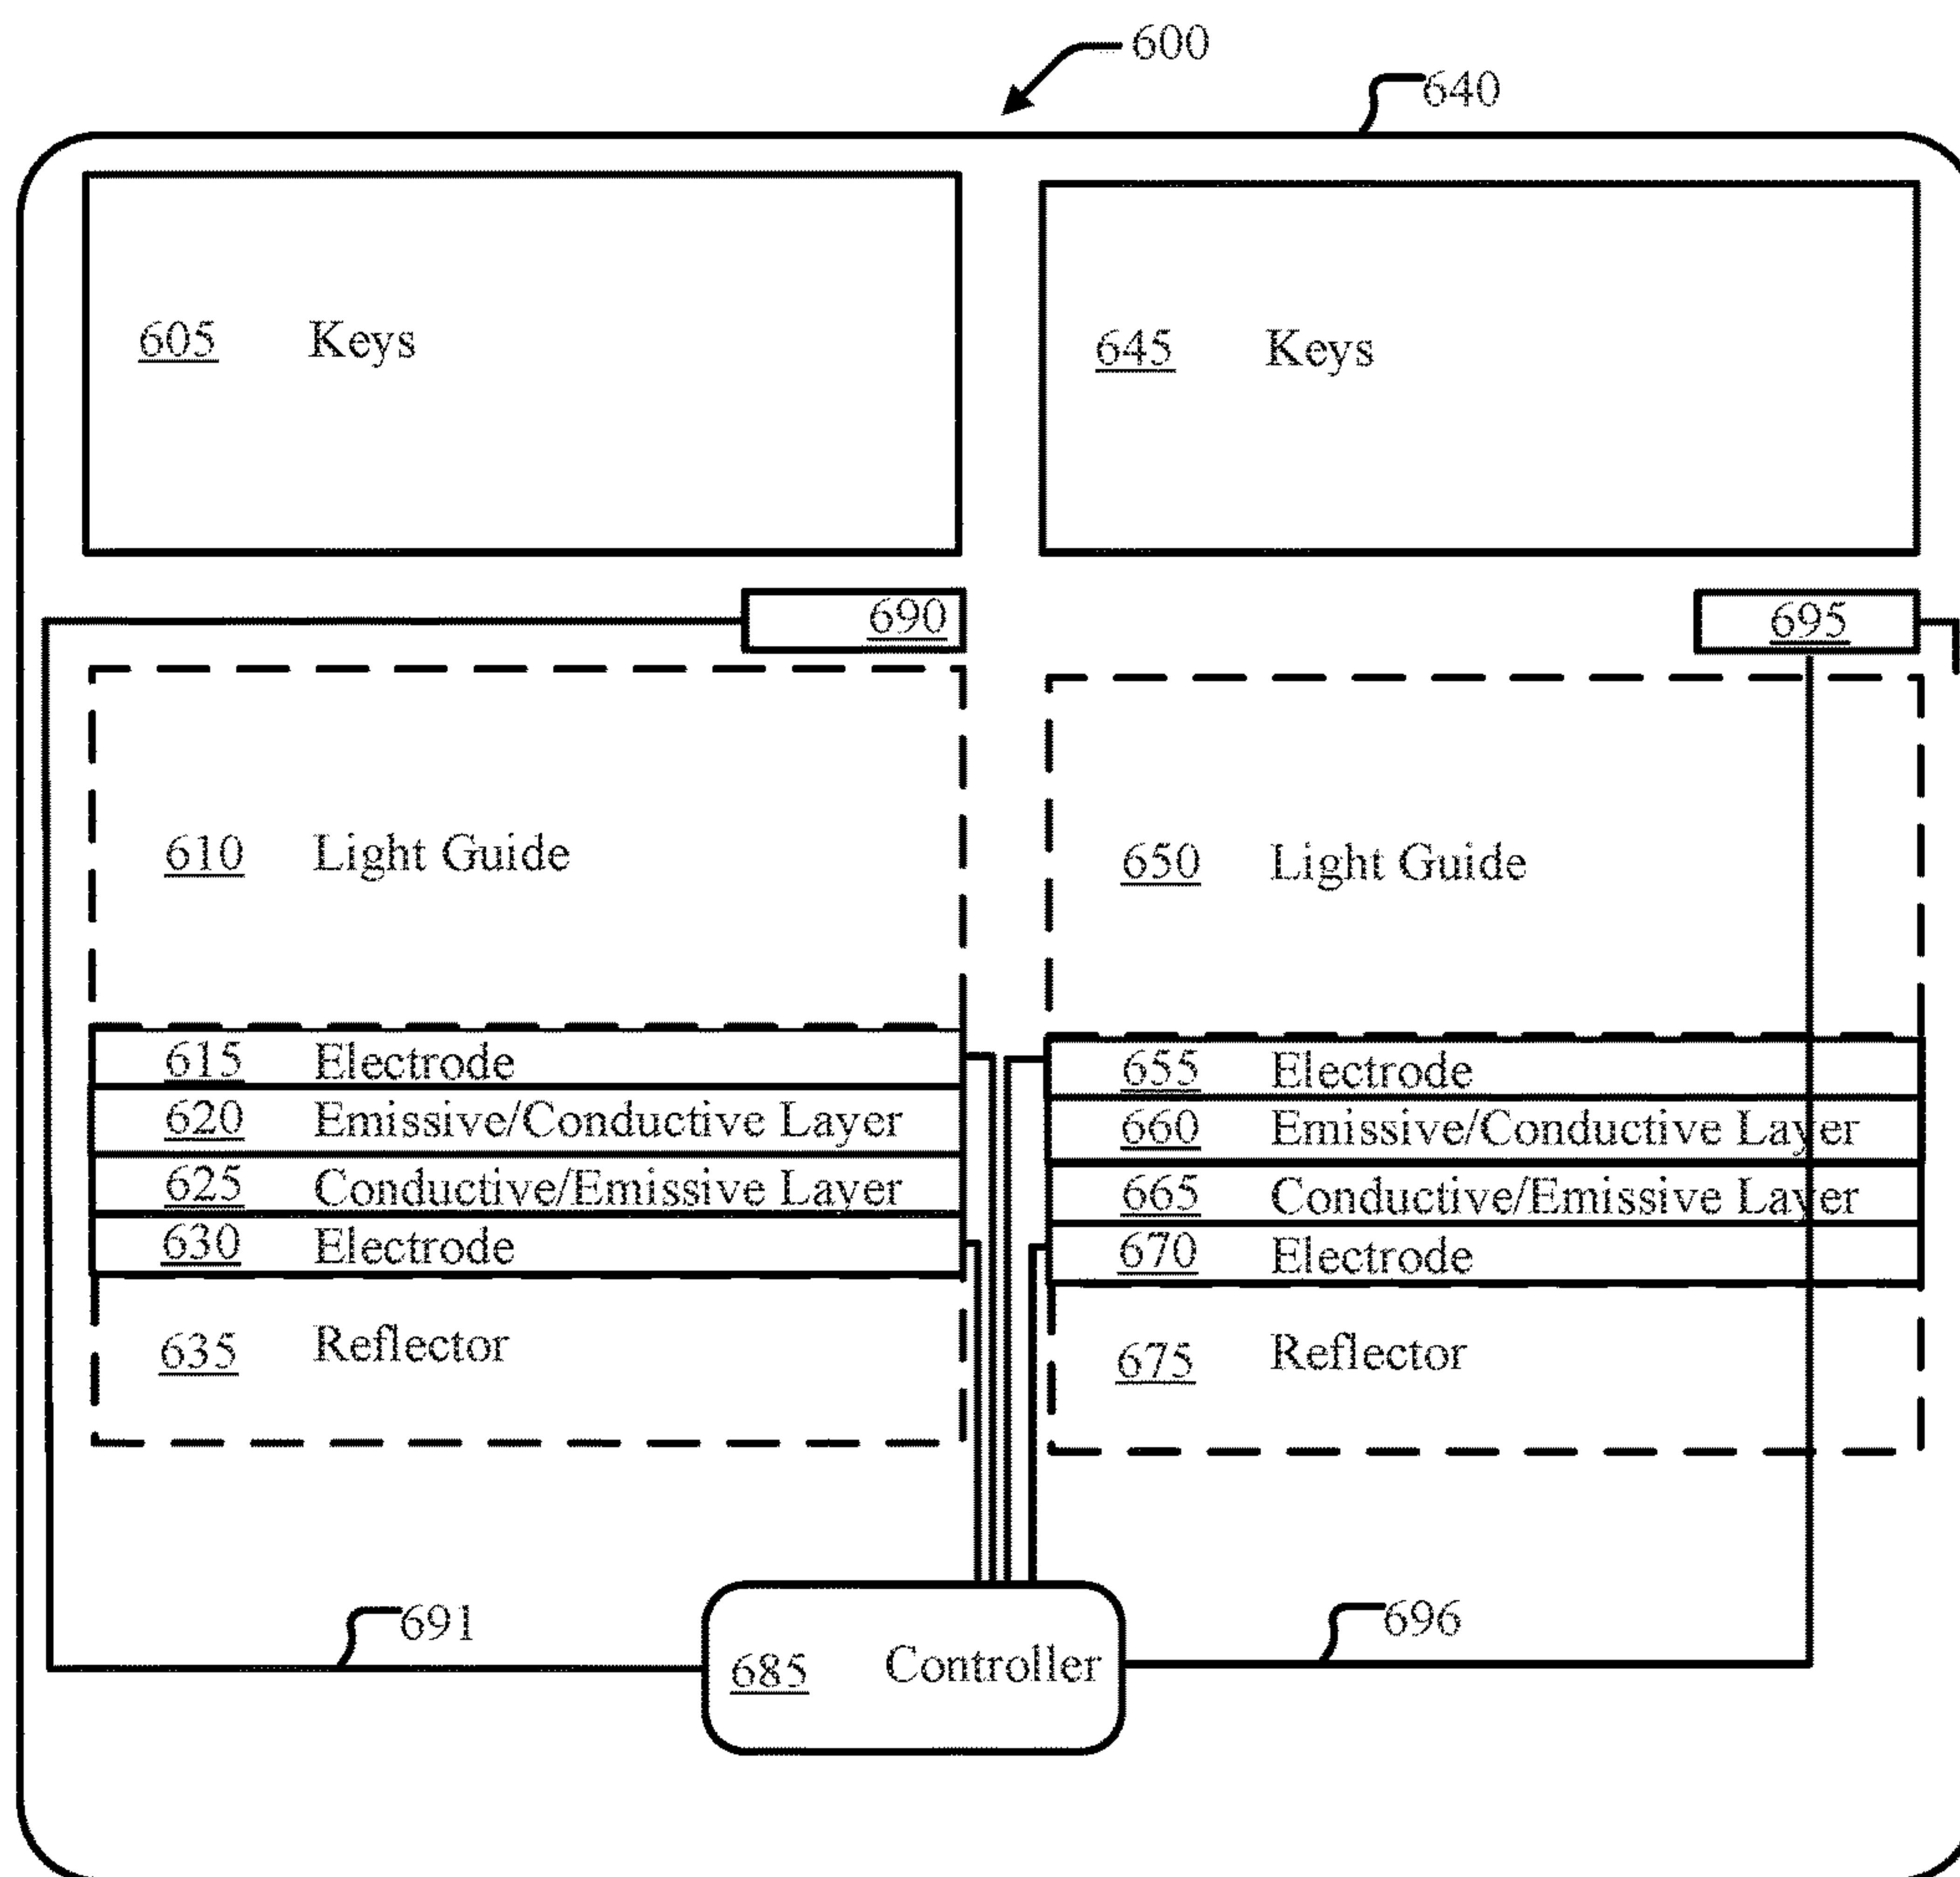 600
640
605 Keys
645 Keys
690
695
610 Light Guide
650 Light Guide
615 Electrode
620 Emissive/Conductive Layer
625 Conductive/Emissive Layer
630 Electrode
635 Reflector
655 Electrode
660 Emissive/Conductive Layer
665 Conductive/Emissive Layer
670 Electrode
675 Reflector
691
696
685 Controller